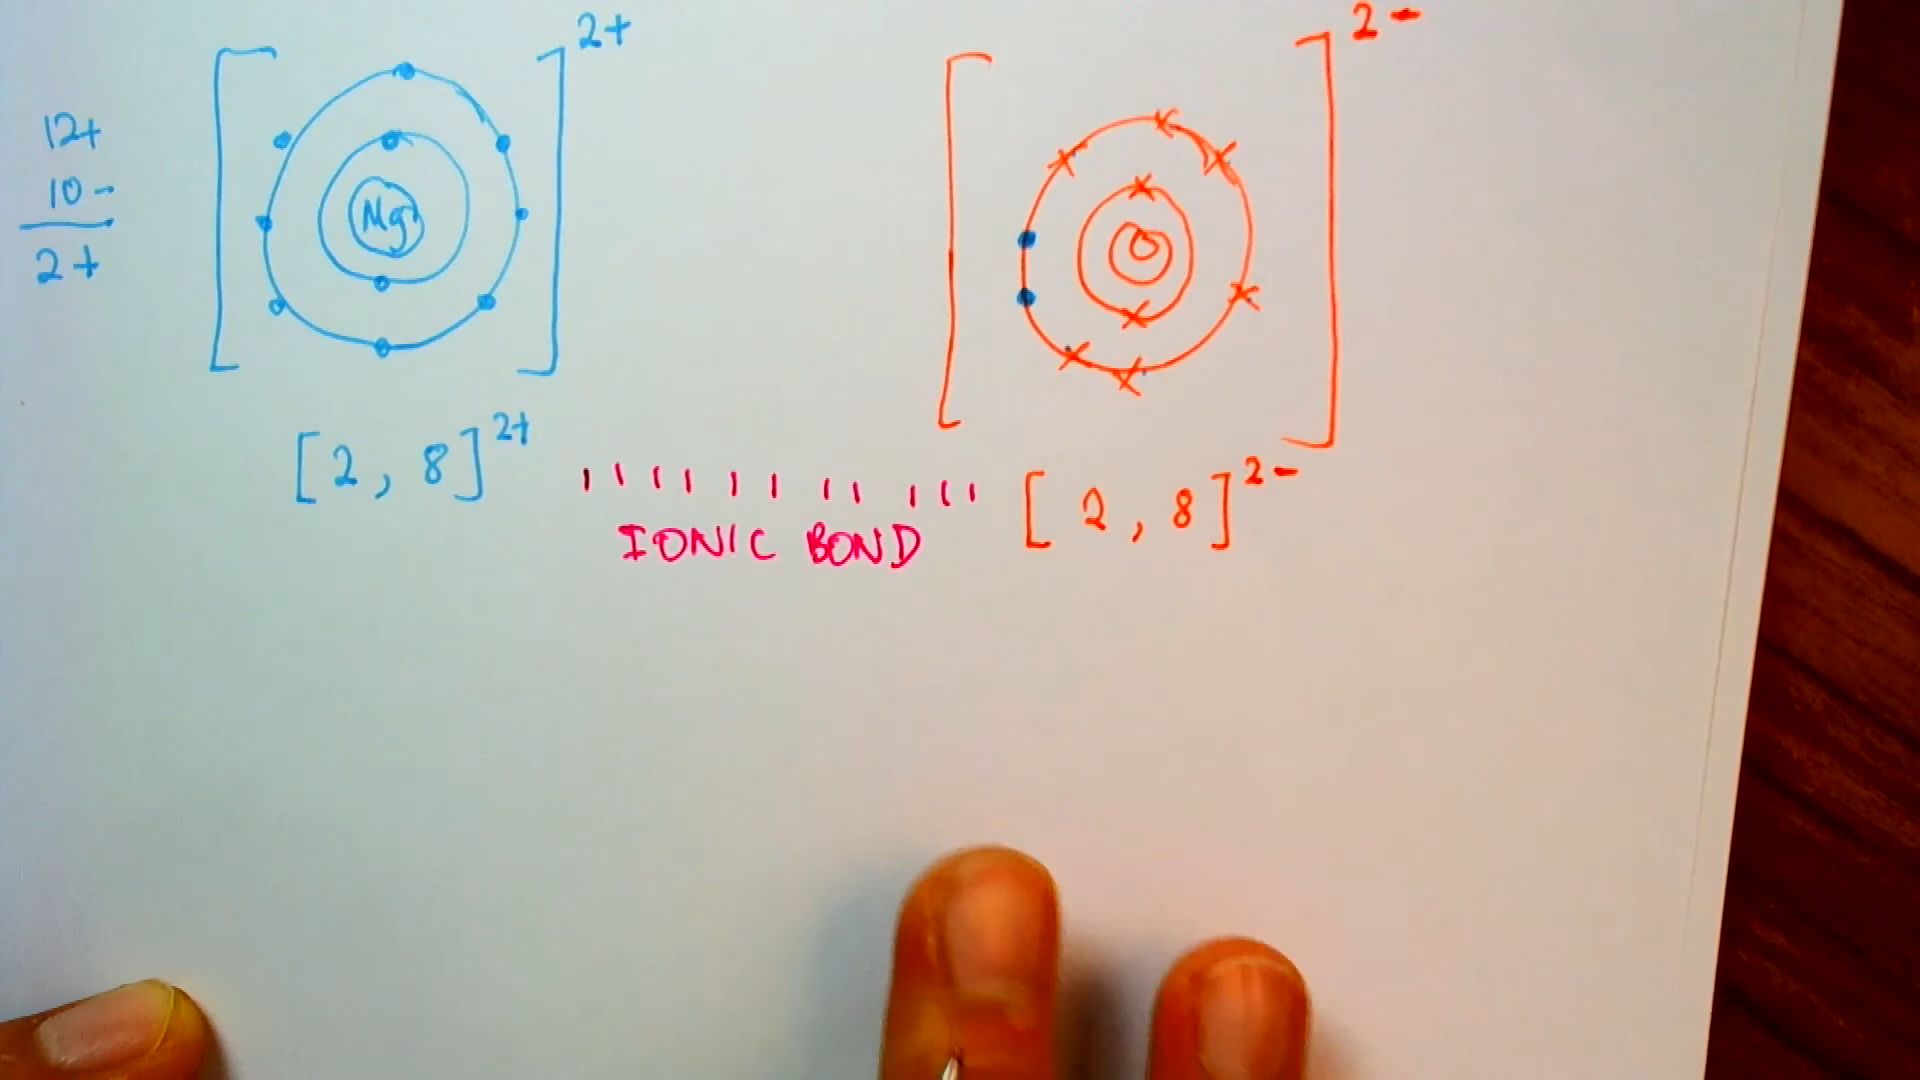 2+
2-
12+
10-
2+
Mg
O
[2, 8]2+
[2, 8]2-
IONIC BOND